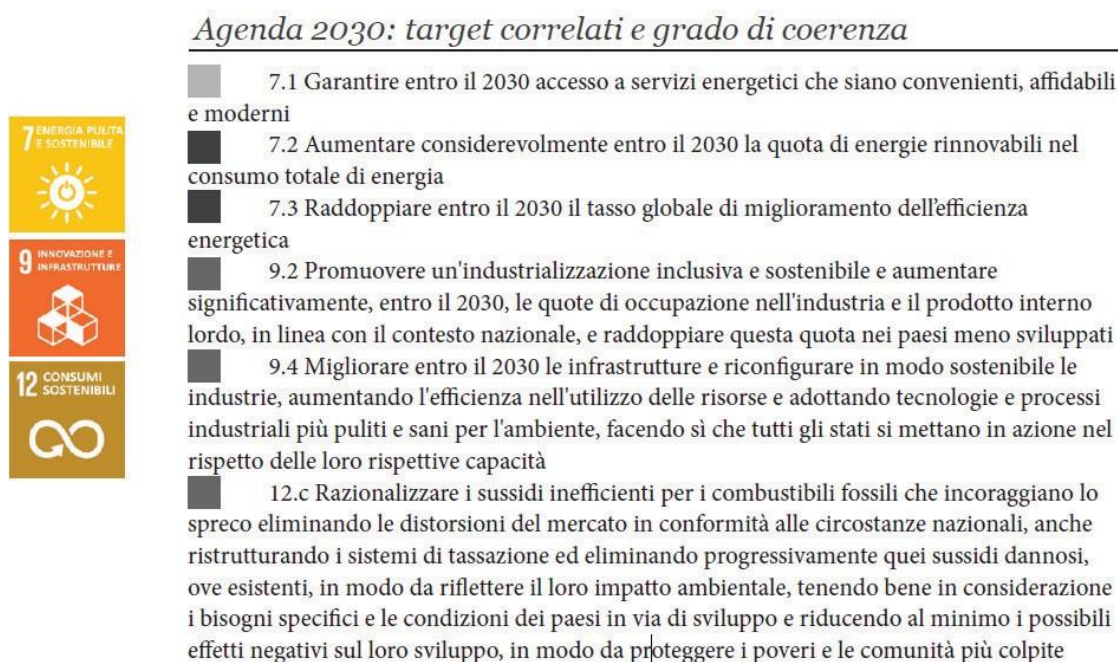 Agenda 2030: target correlati e grado di coerenza
7.1 Garantire entro il 2030 accesso a servizi energetici che siano convenienti, affidabili
e moderni
7.2 Aumentare considerevolmente entro il 2030 la quota di energie rinnovabili nel
consumo totale di energia
7.3 Raddoppiare entro il 2030 il tasso globale di miglioramento dell'efficienza
energetica
9.2 Promuovere un'industrializzazione inclusiva e sostenibile e aumentare
significativamente, entro il 2030, le quote di occupazione nell'industria e il prodotto interno
lordo, in linea con il contesto nazionale, e raddoppiare questa quota nei paesi meno sviluppati
9.4 Migliorare entro il 2030 le infrastrutture e riconfigurare in modo sostenibile le
industrie, aumentando l'efficienza nell'utilizzo delle risorse e adottando tecnologie e processi
industriali più puliti e sani per l'ambiente, facendo sì che tutti gli stati si mettano in azione nel
rispetto delle loro rispettive capacità
12.c Razionalizzare i sussidi inefficienti per i combustibili fossili che incoraggiano lo
spreco eliminando le distorsioni del mercato in conformità alle circostanze nazionali, anche
ristrutturando i sistemi di tassazione ed eliminando progressivamente quei sussidi dannosi,
ove esistenti, in modo da riflettere il loro impatto ambientale, tenendo bene in considerazione
i bisogni specifici e le condizioni dei paesi in via di sviluppo e riducendo al minimo i possibili
effetti negativi sul loro sviluppo, in modo da proteggere i poveri e le comunità più colpite
7 ENERGIA PULITA
E SOSTENIBILE
9 INNOVAZIONE E
INFRASTRUTTURE
12 CONSUMI
SOSTENIBILI